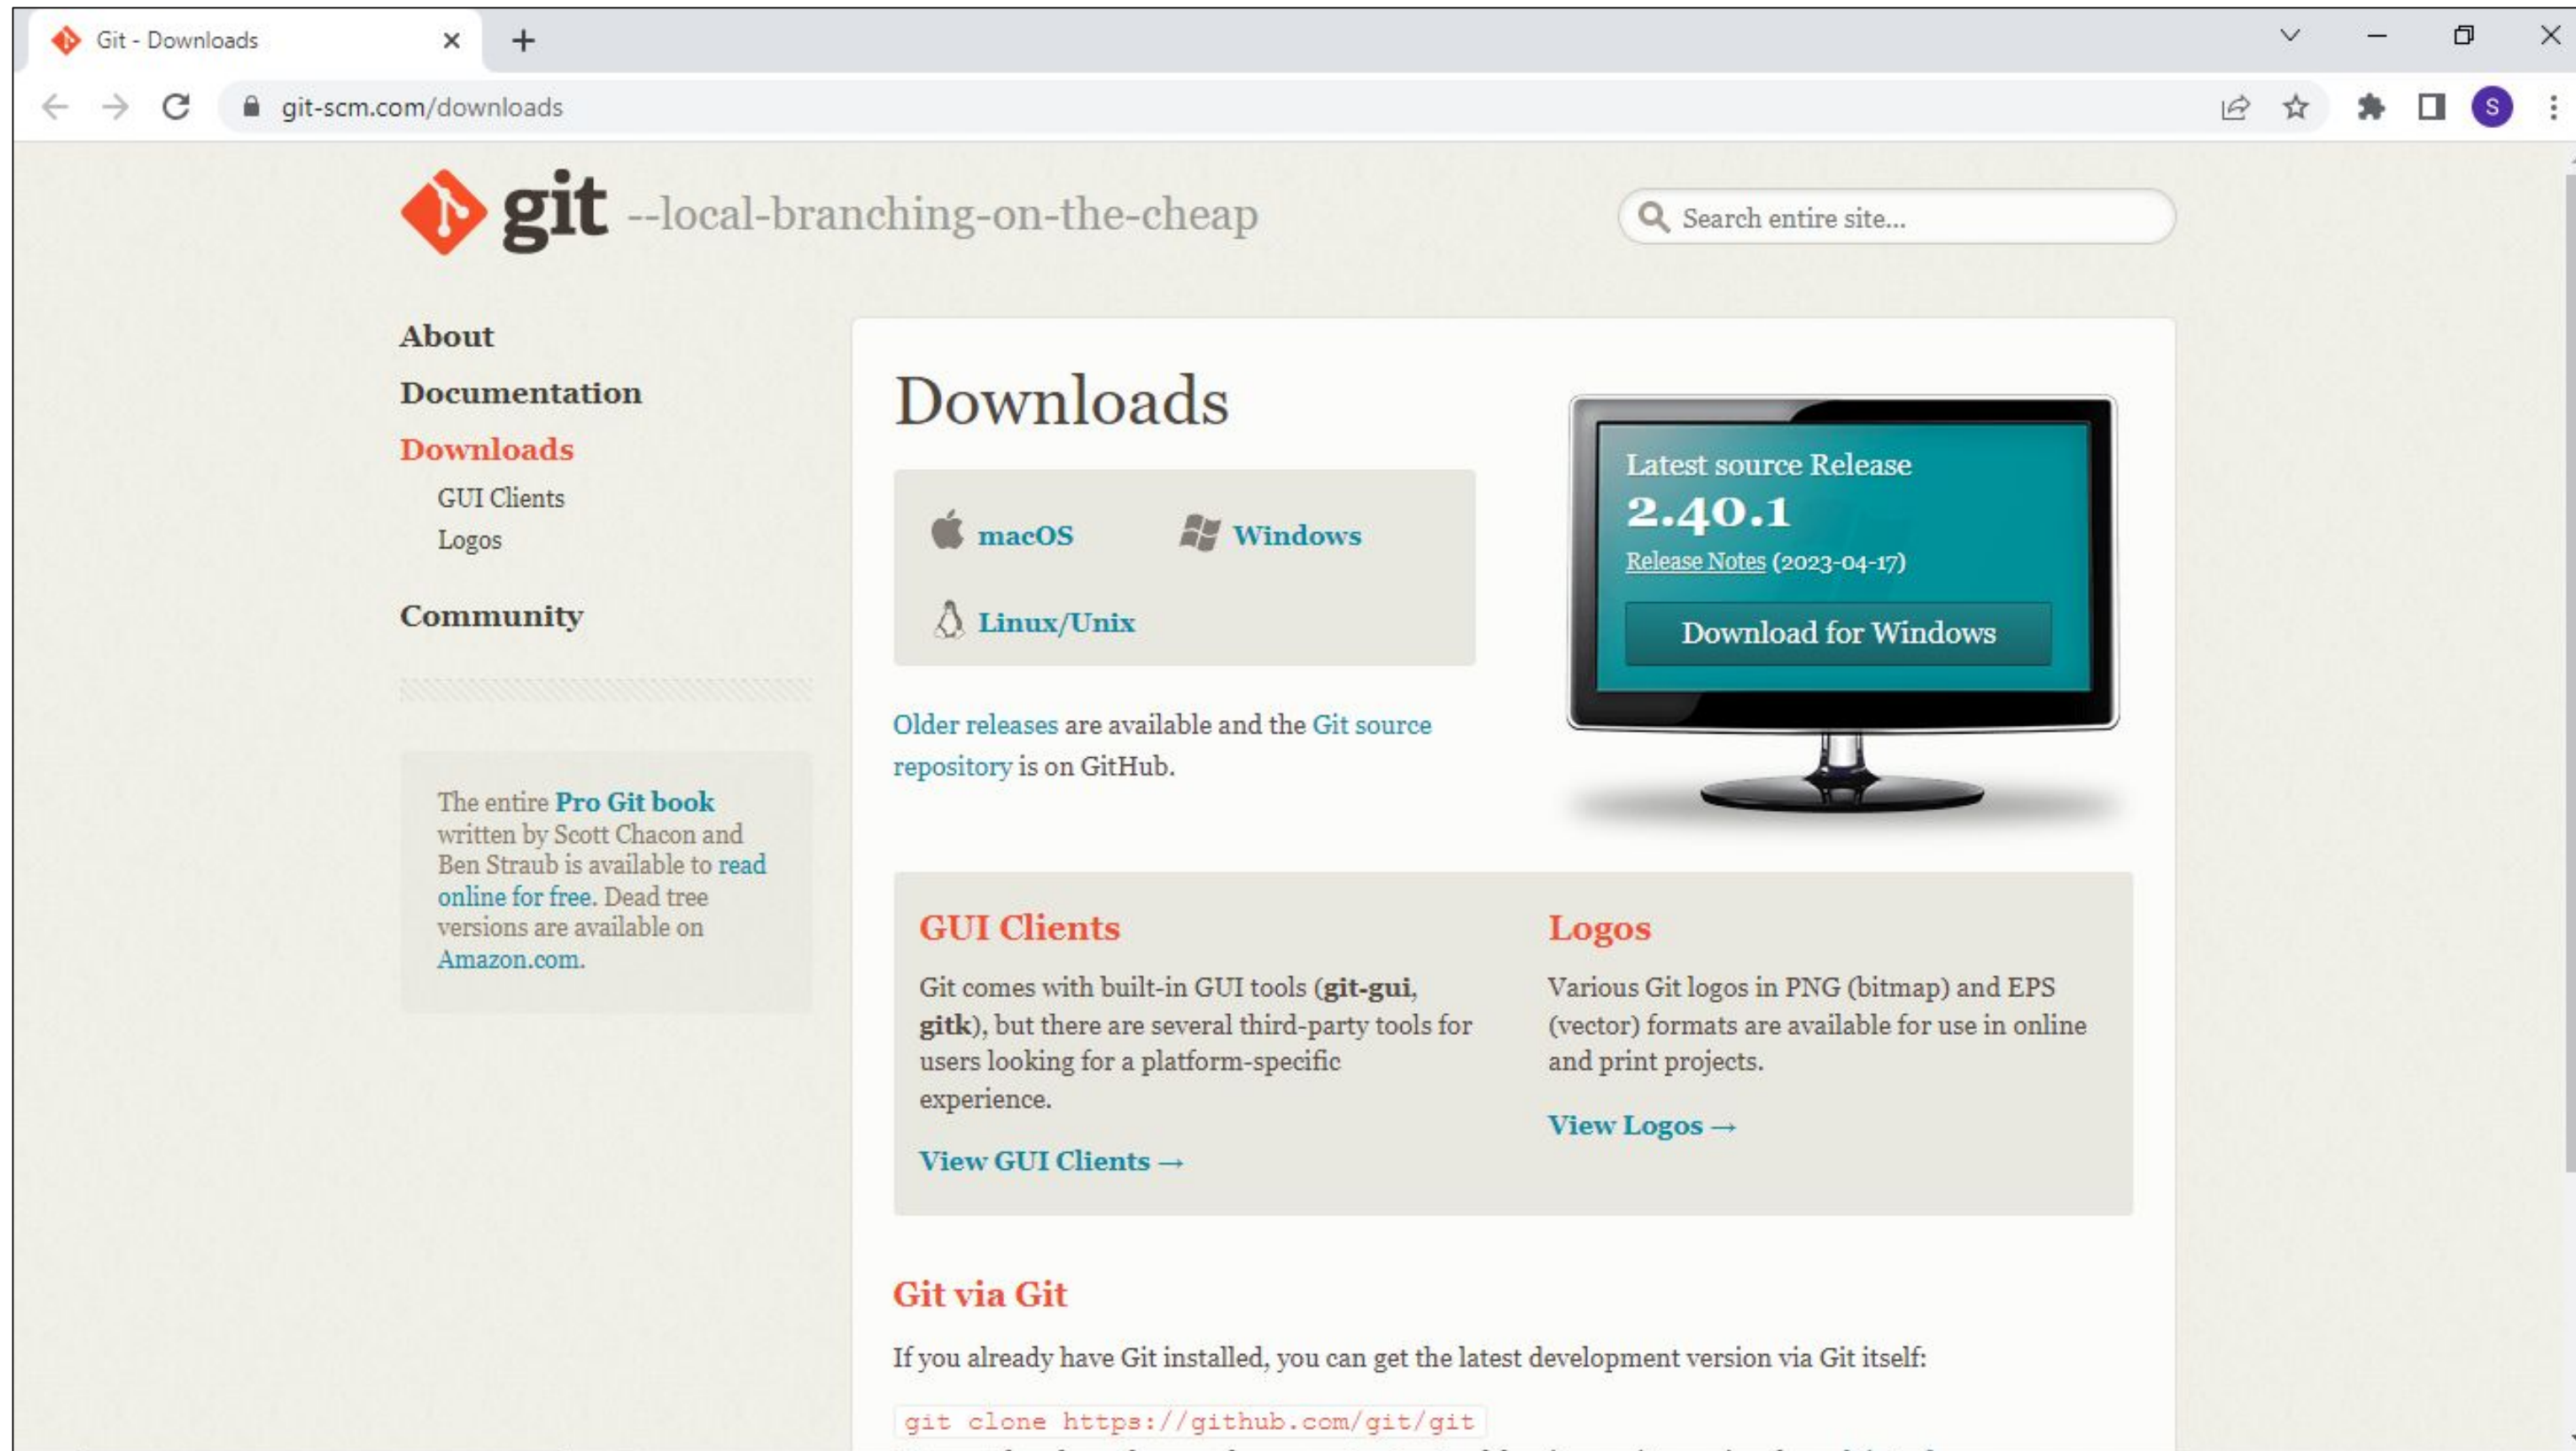 Git - Downloads
git-scm.com/downloads
S
git --local-branching-on-the-cheap
Search entire site...
About
Documentation
Downloads
GUI Clients
Logos
Community
The entire Pro Git book
written by Scott Chacon and
Ben Straub is available to read
online for free. Dead tree
versions are available on
Amazon.com.
Downloads
macOS
Windows
Linux/Unix
Older releases are available and the Git source
repository is on GitHub.
Latest source Release
2.40.1
Release Notes (2023-04-17)
Download for Windows
GUI Clients
Git comes with built-in GUI tools (git-gui,
gitk), but there are several third-party tools for
users looking for a platform-specific
experience.
View GUI Clients →
Logos
Various Git logos in PNG (bitmap) and EPS
(vector) formats are available for use in online
and print projects.
View Logos →
Git via Git
If you already have Git installed, you can get the latest development version via Git itself:
git clone https://github.com/git/git